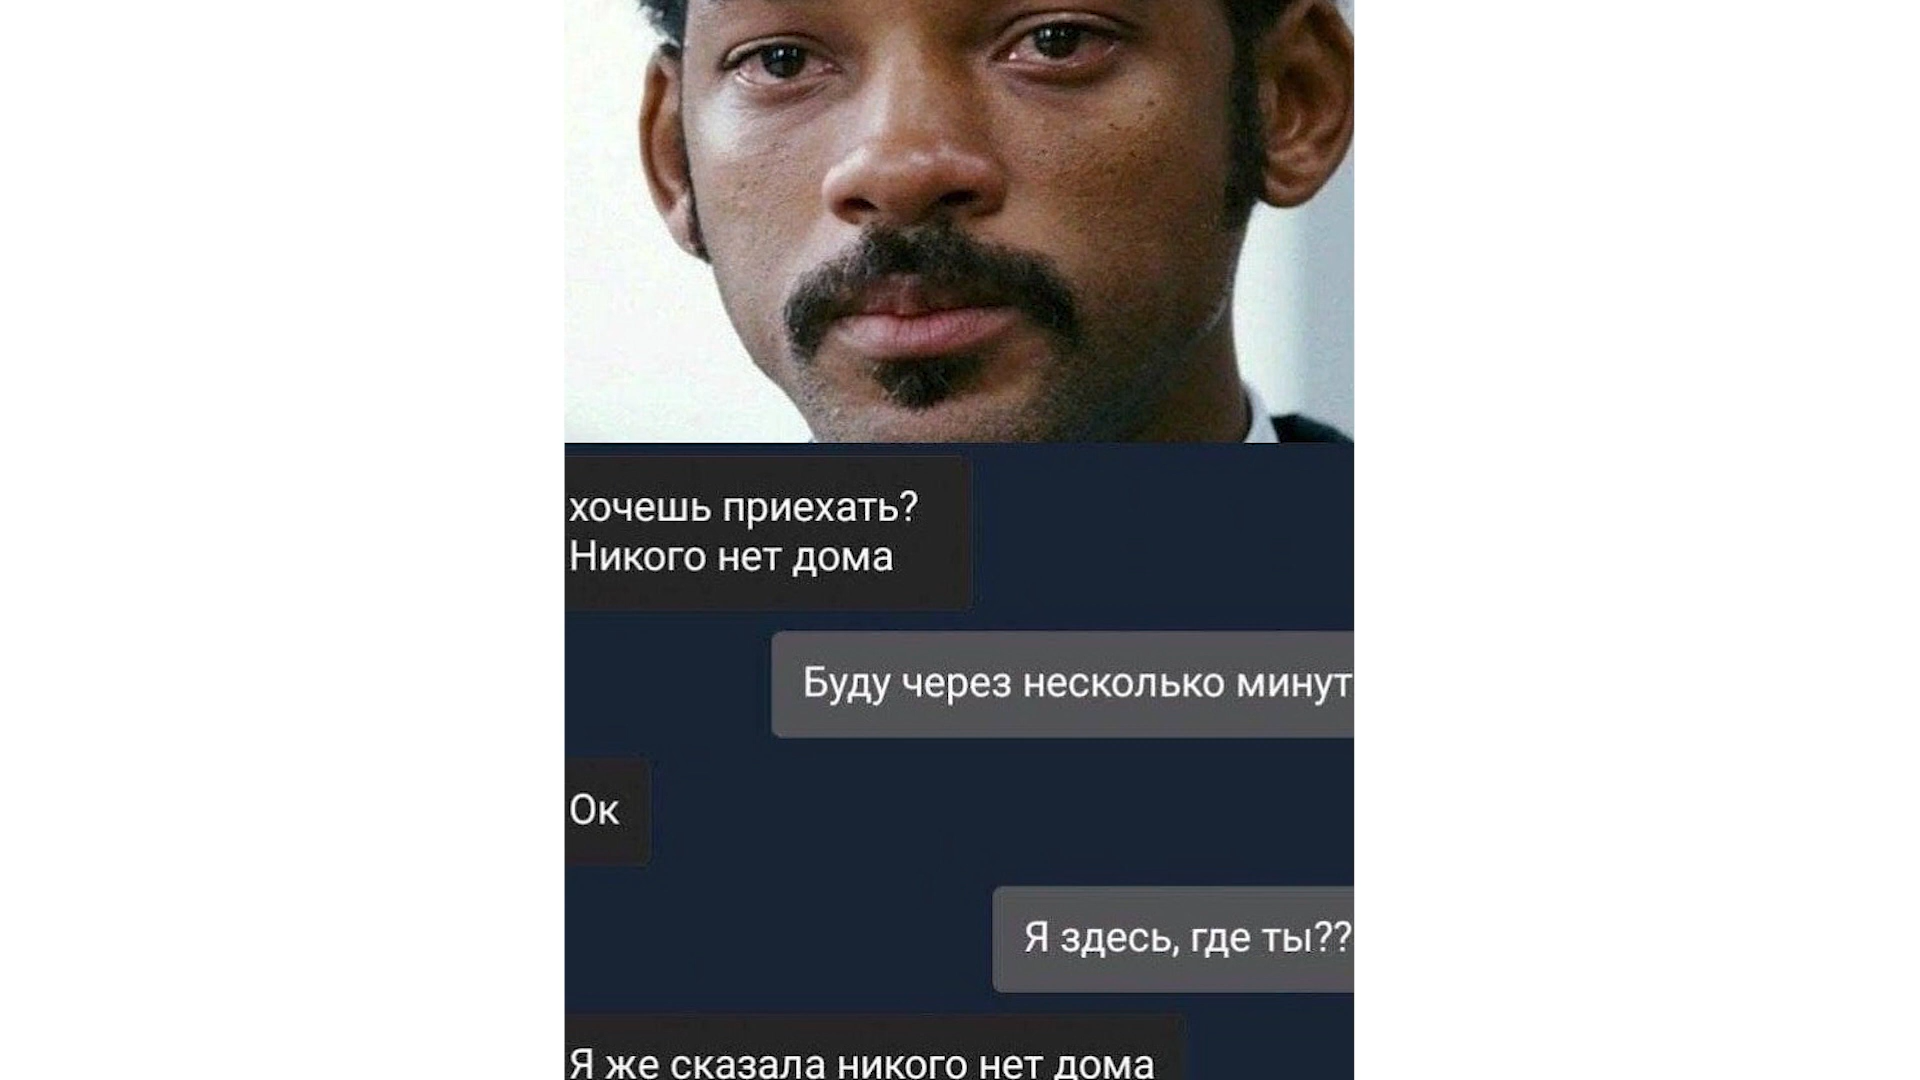 хочешь приехать?
Никого нет дома
Буду через несколько минут
Ок
Я здесь, где ты??
Я же сказала никого нет дома